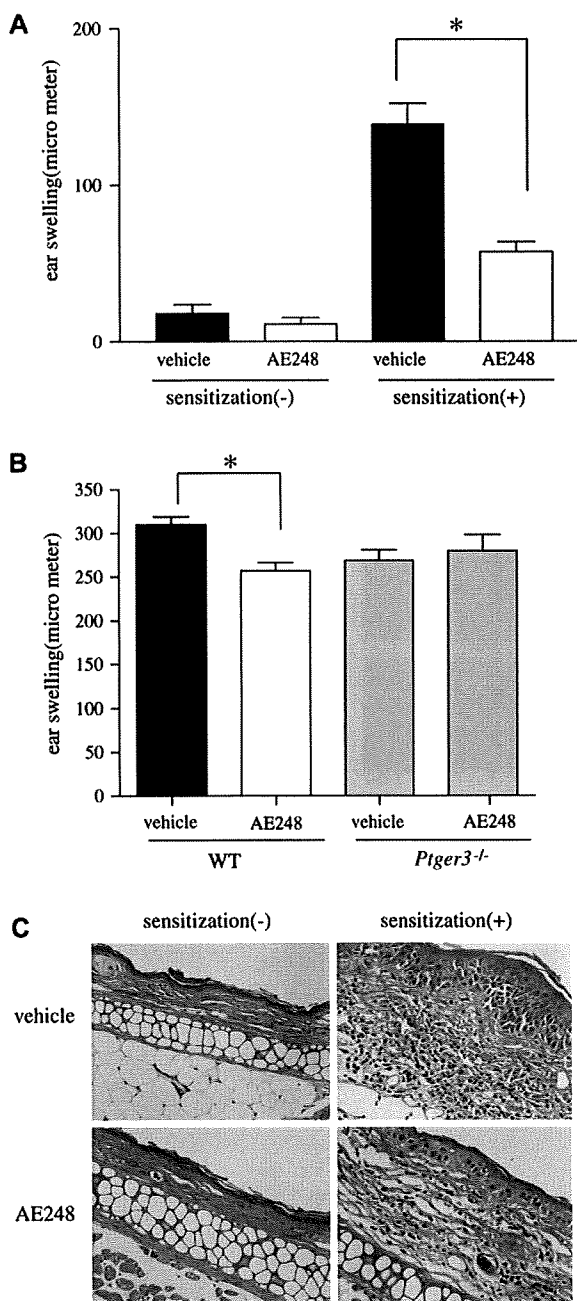 A
ear swelling(micro meter)
200
100
0
*
vehicle
AE248
vehicle
AE248
sensitization(-)
sensitization(+)
B
ear swelling(micro meter)
350
300
250
200
150
100
50
0
*
vehicle
AE248
vehicle
AE248
WT
Ptger3-/-
C
sensitization(-)
sensitization(+)
vehicle
AE248